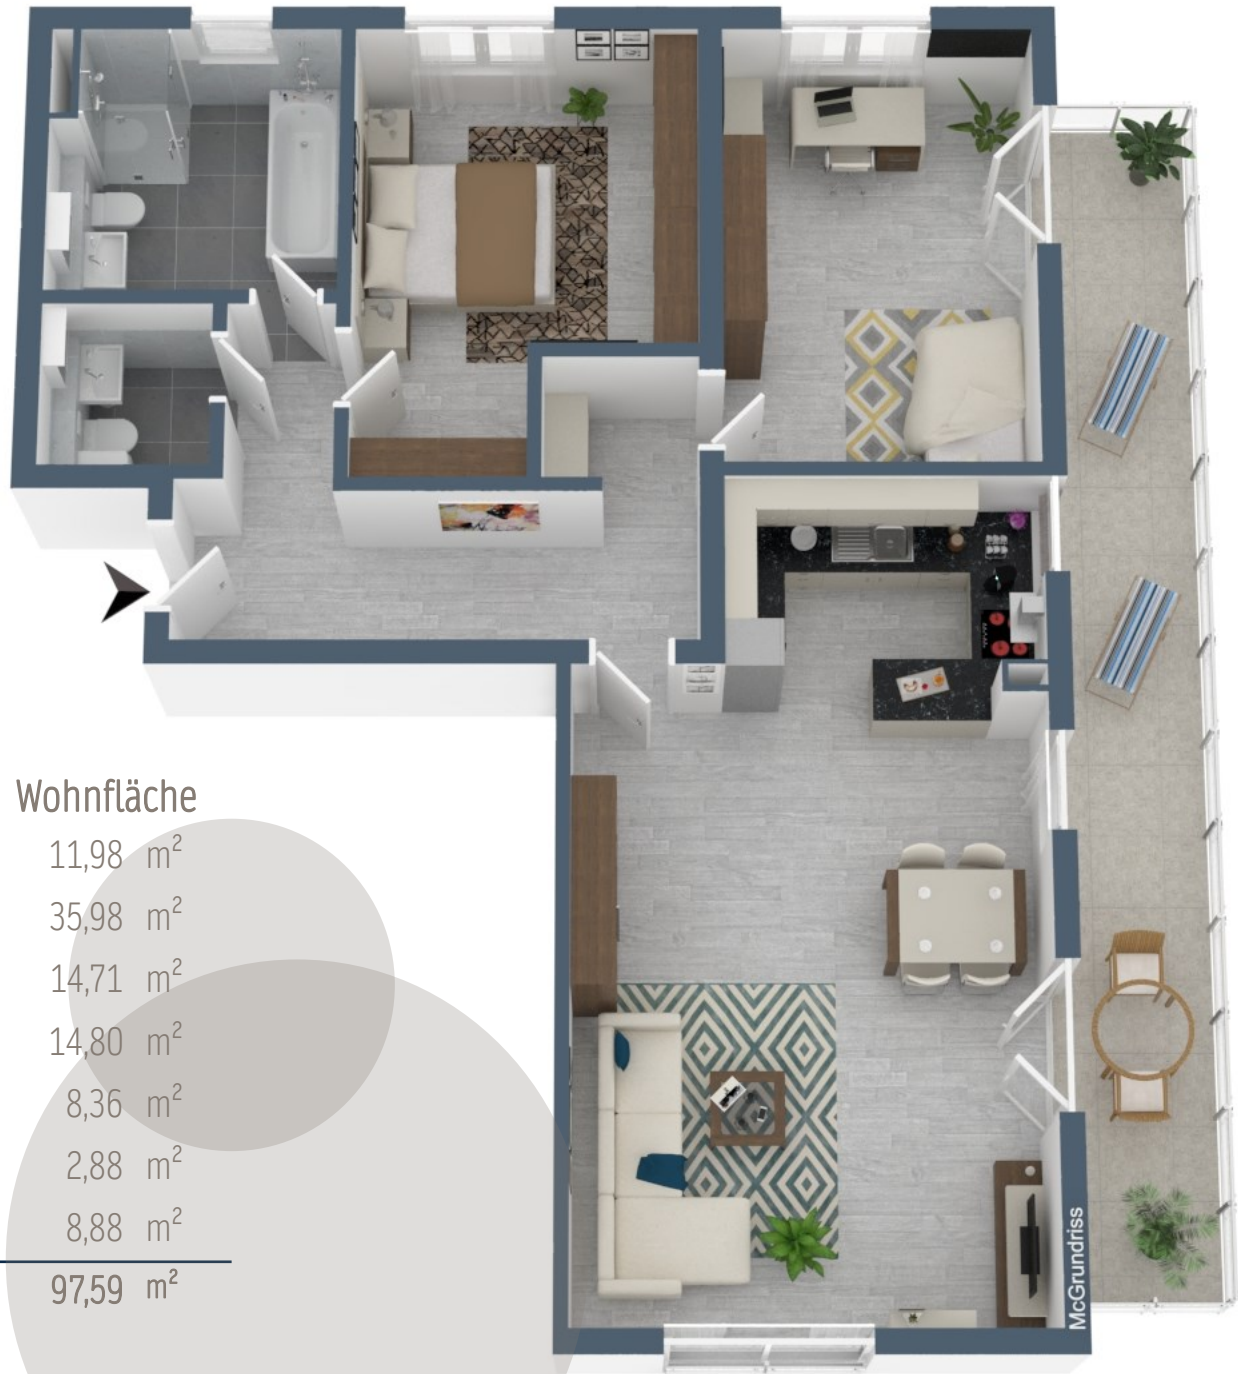 Wohnfläche
11,98 m²
35,98 m²
14,71 m²
14,80 m²
8,36 m²
2,88 m²
8,88 m²
97,59 m²
McGrundriss